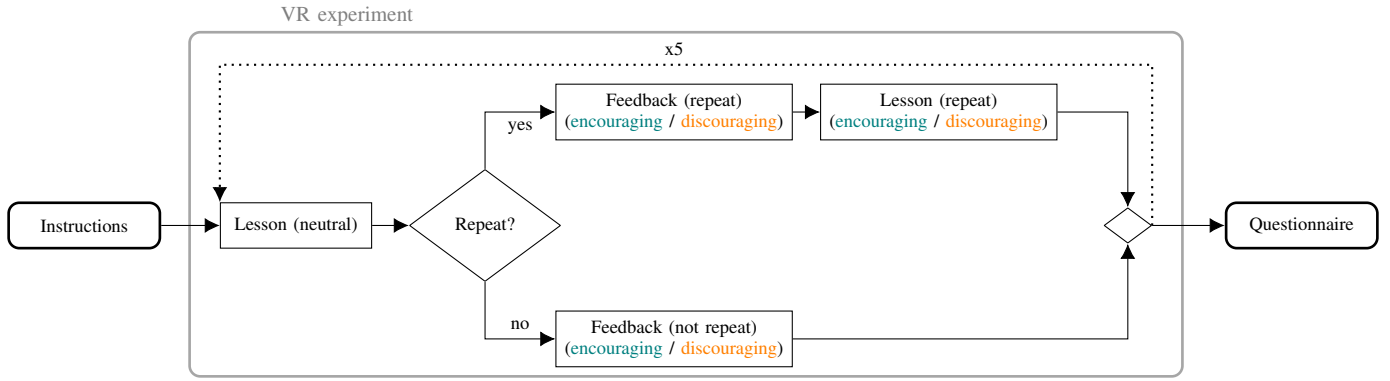 VR experiment
x5
Feedback (repeat)
(encouraging / discouraging)
Lesson (repeat)
(encouraging / discouraging)
yes
Instructions
Lesson (neutral)
Repeat?
Questionnaire
no
Feedback (not repeat)
(encouraging / discouraging)